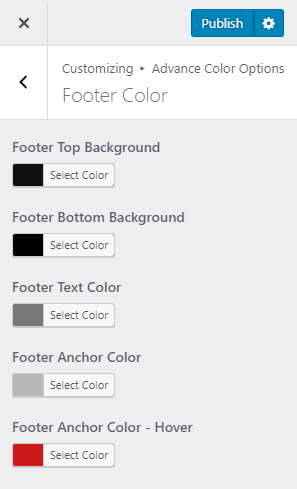 Publish
Customizing ▸ Advance Color Options
Footer Color
Footer Top Background
Select Color
Footer Bottom Background
Select Color
Footer Text Color
Select Color
Footer Anchor Color
Select Color
Footer Anchor Color - Hover
Select Color